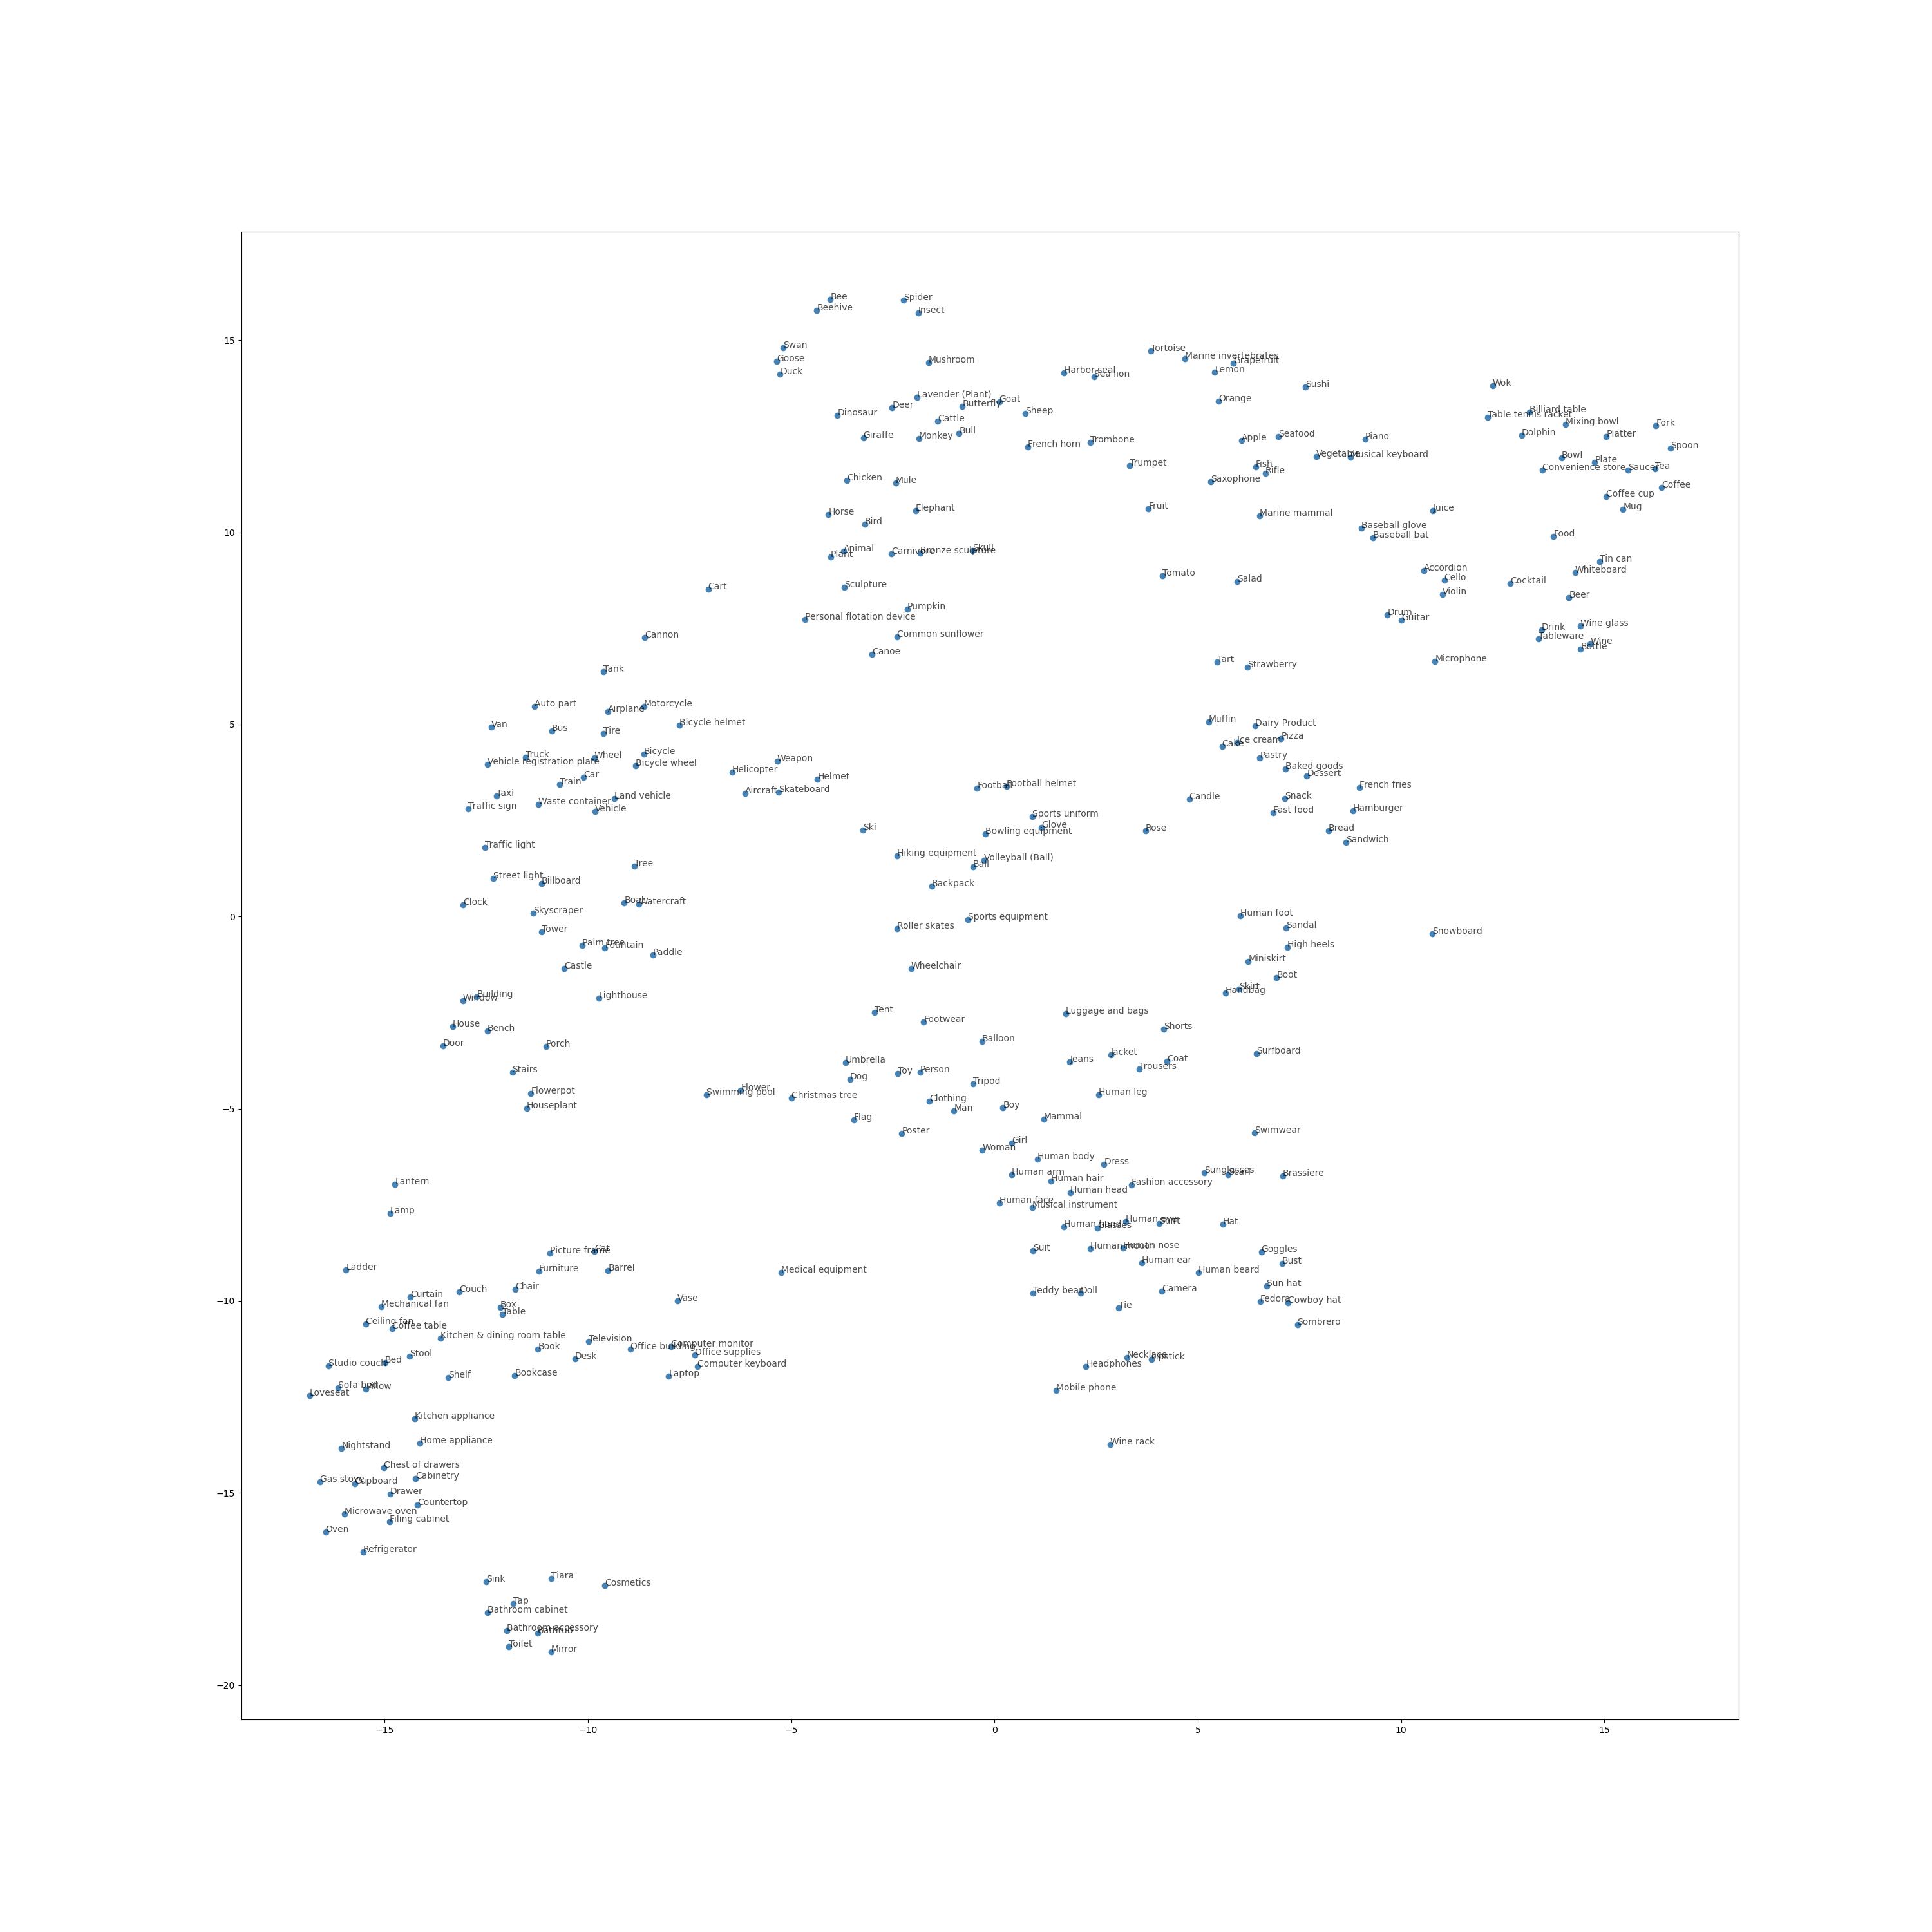 Bee
Spider
Beehive
Insect
15
Swan
Tortoise
Goose
Mushroom
Marine invertebrates
Grapefruit
Duck
Harbor seal
Sea lion
Lemon
Sushi
Wok
Lavender (Plant)
Orange
Deer
Butterfly
Goat
Dinosaur
Sheep
Billiard table
Table tennis racket
Cattle
Mixing bowl
Fork
Giraffe
Monkey
Bull
French horn
Trombone
Apple
Seafood
Piano
Dolphin
Platter
Spoon
Vegetable
Musical keyboard
Bowl
Plate
Trumpet
Fish
Rifle
Convenience store
Saucer
Tea
Chicken
Mule
Saxophone
Coffee
Coffee cup
Horse
Elephant
Fruit
Marine mammal
Juice
Mug
Bird
Baseball glove
Baseball bat
10
Food
Animal
Plant
Carnivore
Bronze sculpture
Skull
Tin can
Tomato
Salad
Accordion
Cello
Cocktail
Whiteboard
Cart
Sculpture
Violin
Beer
Personal flotation device
Pumpkin
Drum
Guitar
Cannon
Common sunflower
Drink
Wine glass
Tableware
Wine
Bottle
Canoe
Tart
Strawberry
Microphone
Tank
Auto part
Airplane
Motorcycle
5
Van
Bus
Tire
Bicycle helmet
Muffin
Dairy Product
Cake
Ice cream
Pizza
Truck
Vehicle registration plate
Wheel
Bicycle
Bicycle wheel
Weapon
Pastry
Train
Car
Helicopter
Helmet
Baked goods
Dessert
Taxi
Land vehicle
Aircraft
Skateboard
Football
Football helmet
French fries
Traffic sign
Waste container
Vehicle
Candle
Snack
Fast food
Hamburger
Sports uniform
Ski
Glove
Bowling equipment
Rose
Bread
Sandwich
Traffic light
Hiking equipment
Volleyball (Ball)
Ball
Tree
Street light
Billboard
Backpack
Clock
Boat
Watercraft
0
Skyscraper
Roller skates
Sports equipment
Human foot
Sandal
Snowboard
Tower
Palm tree
Fountain
Paddle
High heels
Castle
Wheelchair
Miniskirt
Boot
Window
Building
Lighthouse
Handbag
Skirt
Tent
Footwear
Luggage and bags
House
Bench
Shorts
Door
Porch
Balloon
Jacket
Jeans
Coat
Trousers
Surfboard
Stairs
Umbrella
Dog
Toy
Person
Tripod
Flowerpot
Swimming pool
Flower
Christmas tree
Human leg
Houseplant
−5
Clothing
Man
Boy
Flag
Mammal
Poster
Swimwear
Woman
Girl
Human body
Dress
Lantern
Human arm
Human hair
Fashion accessory
Sunglasses
Scarf
Brassiere
Lamp
Human face
Human head
Musical instrument
Human hand
Glasses
Human eye
Shirt
Hat
Picture frame
Cat
Suit
Human mouth
Human nose
Goggles
Ladder
Furniture
Barrel
Medical equipment
Human ear
Human beard
Bust
Curtain
Couch
Chair
Vase
Teddy bear
Doll
Camera
Sun hat
−10
Mechanical fan
Box
Table
Tie
Fedora
Cowboy hat
Ceiling fan
Coffee table
Sombrero
Kitchen & dining room table
Television
Book
Office building
Computer monitor
Office supplies
Stool
Studio couch
Bed
Desk
Computer keyboard
Necklace
Lipstick
Headphones
Shelf
Bookcase
Laptop
Sofa bed
Pillow
Loveseat
Mobile phone
Kitchen appliance
Home appliance
Wine rack
Nightstand
Chest of drawers
Gas stove
Cupboard
Cabinetry
−15
Drawer
Countertop
Microwave oven
Filing cabinet
Oven
Refrigerator
Sink
Tiara
Cosmetics
Tap
Bathroom cabinet
Bathroom accessory
Bathtub
Toilet
Mirror
−20
−15
−10
−5
0
5
10
15